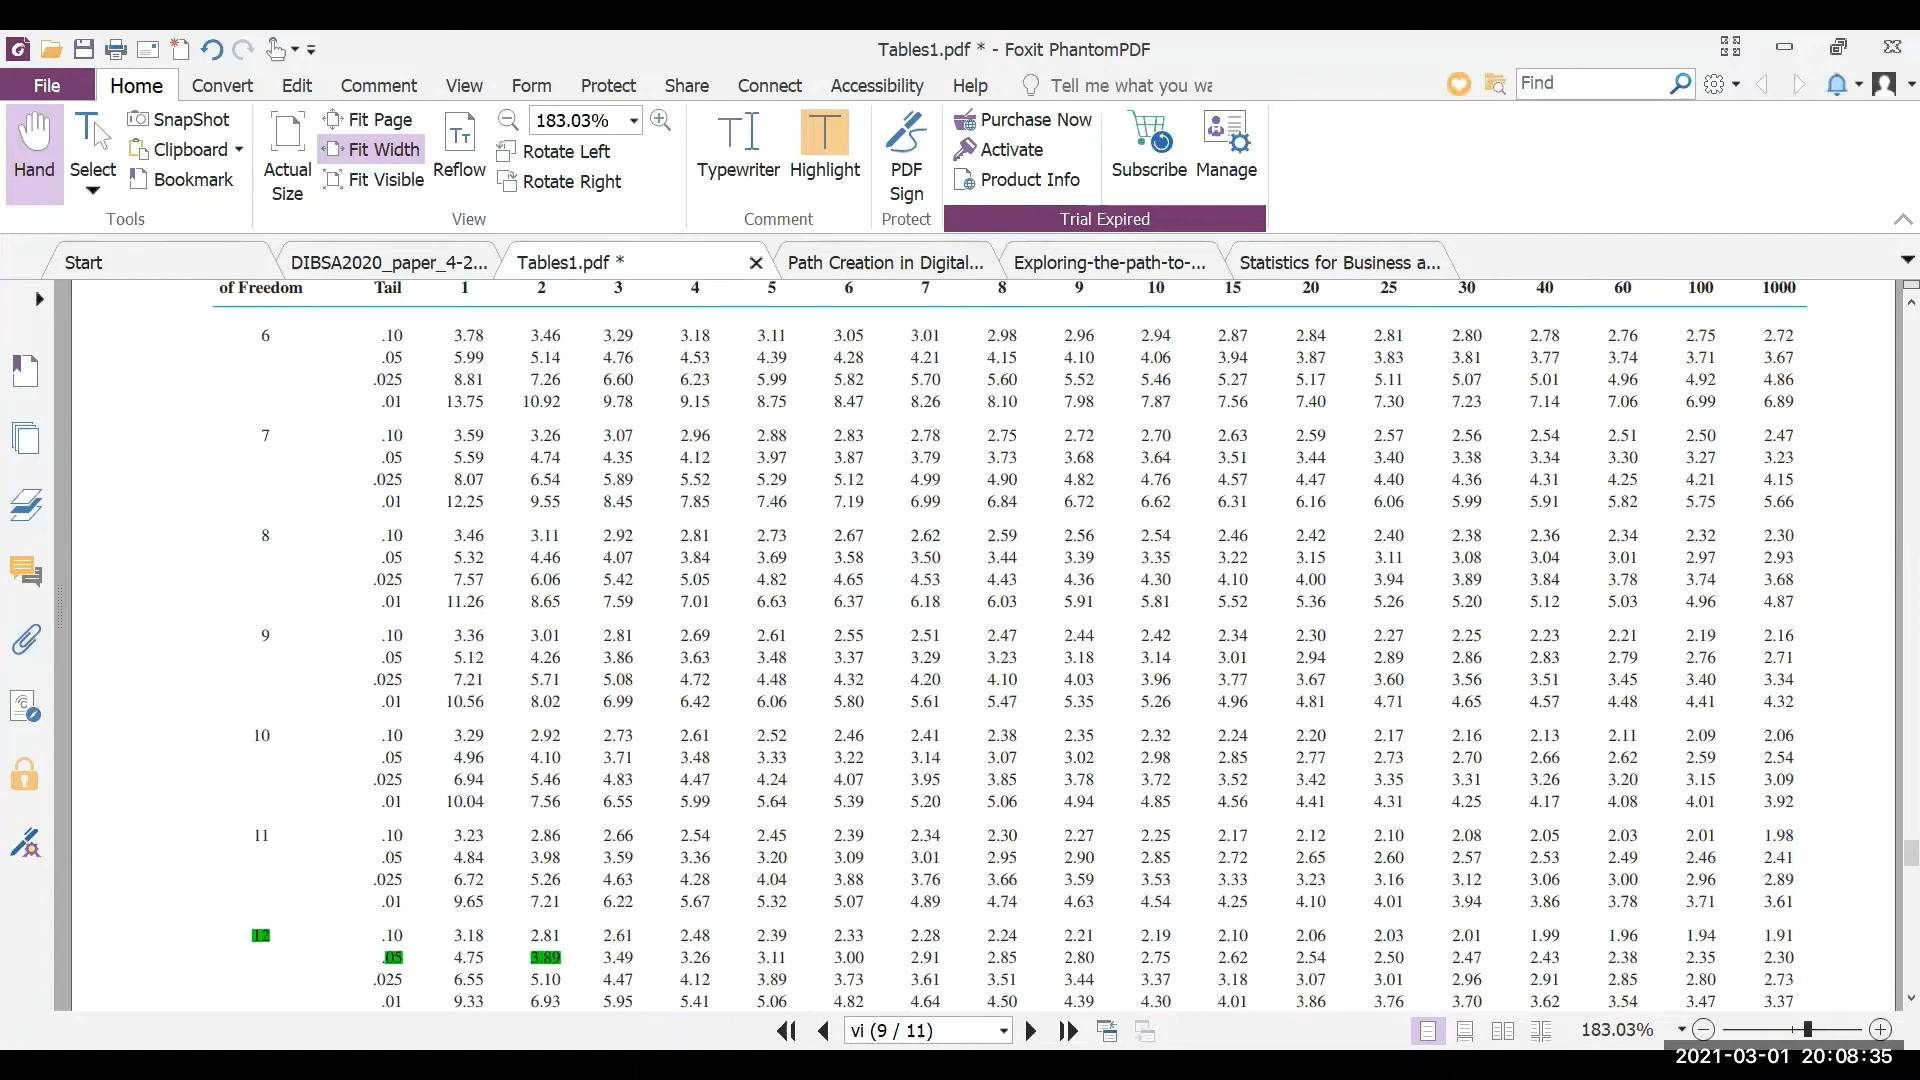 Tables1.pdf * - Foxit PhantomPDF
File Home Convert Edit Comment View Form Protect Share Connect Accessibility Help Tell me what you wa Find
Hand
Select
SnapShot
Clipboard
Bookmark
Tools
Actual Size
Fit Page
Fit Width
Fit Visible
Reflow
183.03%
Rotate Left
Rotate Right
View
Typewriter
Highlight
Comment
PDF Sign
Protect
Purchase Now
Activate
Product Info
Trial Expired
Subscribe
Manage
Start DIBSA2020_paper_4-2... Tables1.pdf * Path Creation in Digital... Exploring-the-path-to-... Statistics for Business a...
of Freedom Tail 1 2 3 4 5 6 7 8 9 10 15 20 25 30 40 60 100 1000
6 .10 3.78 3.46 3.29 3.18 3.11 3.05 3.01 2.98 2.96 2.94 2.87 2.84 2.81 2.80 2.78 2.76 2.75 2.72
.05 5.99 5.14 4.76 4.53 4.39 4.28 4.21 4.15 4.10 4.06 3.94 3.87 3.83 3.81 3.77 3.74 3.71 3.67
.025 8.81 7.26 6.60 6.23 5.99 5.82 5.70 5.60 5.52 5.46 5.27 5.17 5.11 5.07 5.01 4.96 4.92 4.86
.01 13.75 10.92 9.78 9.15 8.75 8.47 8.26 8.10 7.98 7.87 7.56 7.40 7.30 7.23 7.14 7.06 6.99 6.89
7 .10 3.59 3.26 3.07 2.96 2.88 2.83 2.78 2.75 2.72 2.70 2.63 2.59 2.57 2.56 2.54 2.51 2.50 2.47
.05 5.59 4.74 4.35 4.12 3.97 3.87 3.79 3.73 3.68 3.64 3.51 3.44 3.40 3.38 3.34 3.30 3.27 3.23
.025 8.07 6.54 5.89 5.52 5.29 5.12 4.99 4.90 4.82 4.76 4.57 4.47 4.40 4.36 4.31 4.25 4.21 4.15
.01 12.25 9.55 8.45 7.85 7.46 7.19 6.99 6.84 6.72 6.62 6.31 6.16 6.06 5.99 5.91 5.82 5.75 5.66
8 .10 3.46 3.11 2.92 2.81 2.73 2.67 2.62 2.59 2.56 2.54 2.46 2.42 2.40 2.38 2.36 2.34 2.32 2.30
.05 5.32 4.46 4.07 3.84 3.69 3.58 3.50 3.44 3.39 3.35 3.22 3.15 3.11 3.08 3.04 3.01 2.97 2.93
.025 7.57 6.06 5.42 5.05 4.82 4.65 4.53 4.43 4.36 4.30 4.10 4.00 3.94 3.89 3.84 3.78 3.74 3.68
.01 11.26 8.65 7.59 7.01 6.63 6.37 6.18 6.03 5.91 5.81 5.52 5.36 5.26 5.20 5.12 5.03 4.96 4.87
9 .10 3.36 3.01 2.81 2.69 2.61 2.55 2.51 2.47 2.44 2.42 2.34 2.30 2.27 2.25 2.23 2.21 2.19 2.16
.05 5.12 4.26 3.86 3.63 3.48 3.37 3.29 3.23 3.18 3.14 3.01 2.94 2.89 2.86 2.83 2.79 2.76 2.71
.025 7.21 5.71 5.08 4.72 4.48 4.32 4.20 4.10 4.03 3.96 3.77 3.67 3.60 3.56 3.51 3.45 3.40 3.34
.01 10.56 8.02 6.99 6.42 6.06 5.80 5.61 5.47 5.35 5.26 4.96 4.81 4.71 4.65 4.57 4.48 4.41 4.32
10 .10 3.29 2.92 2.73 2.61 2.52 2.46 2.41 2.38 2.35 2.32 2.24 2.20 2.17 2.16 2.13 2.11 2.09 2.06
.05 4.96 4.10 3.71 3.48 3.33 3.22 3.14 3.07 3.02 2.98 2.85 2.77 2.73 2.70 2.66 2.62 2.59 2.54
.025 6.94 5.46 4.83 4.47 4.24 4.07 3.95 3.85 3.78 3.72 3.52 3.42 3.35 3.31 3.26 3.20 3.15 3.09
.01 10.04 7.56 6.55 5.99 5.64 5.39 5.20 5.06 4.94 4.85 4.56 4.41 4.31 4.25 4.17 4.08 4.01 3.92
11 .10 3.23 2.86 2.66 2.54 2.45 2.39 2.34 2.30 2.27 2.25 2.17 2.12 2.10 2.08 2.05 2.03 2.01 1.98
.05 4.84 3.98 3.59 3.36 3.20 3.09 3.01 2.95 2.90 2.85 2.72 2.65 2.60 2.57 2.53 2.49 2.46 2.41
.025 6.72 5.26 4.63 4.28 4.04 3.88 3.76 3.66 3.59 3.53 3.33 3.23 3.16 3.12 3.06 3.00 2.96 2.89
.01 9.65 7.21 6.22 5.67 5.32 5.07 4.89 4.74 4.63 4.54 4.25 4.10 4.01 3.94 3.86 3.78 3.71 3.61
12 .10 3.18 2.81 2.61 2.48 2.39 2.33 2.28 2.24 2.21 2.19 2.10 2.06 2.03 2.01 1.99 1.96 1.94 1.91
.05 4.75 3.89 3.49 3.26 3.11 3.00 2.91 2.85 2.80 2.75 2.62 2.54 2.50 2.47 2.43 2.38 2.35 2.30
.025 6.55 5.10 4.47 4.12 3.89 3.73 3.61 3.51 3.44 3.37 3.18 3.07 3.01 2.96 2.91 2.85 2.80 2.73
.01 9.33 6.93 5.95 5.41 5.06 4.82 4.64 4.50 4.39 4.30 4.01 3.86 3.76 3.70 3.62 3.54 3.47 3.37
vi (9 / 11) 183.03%
2021-03-01 20:08:35